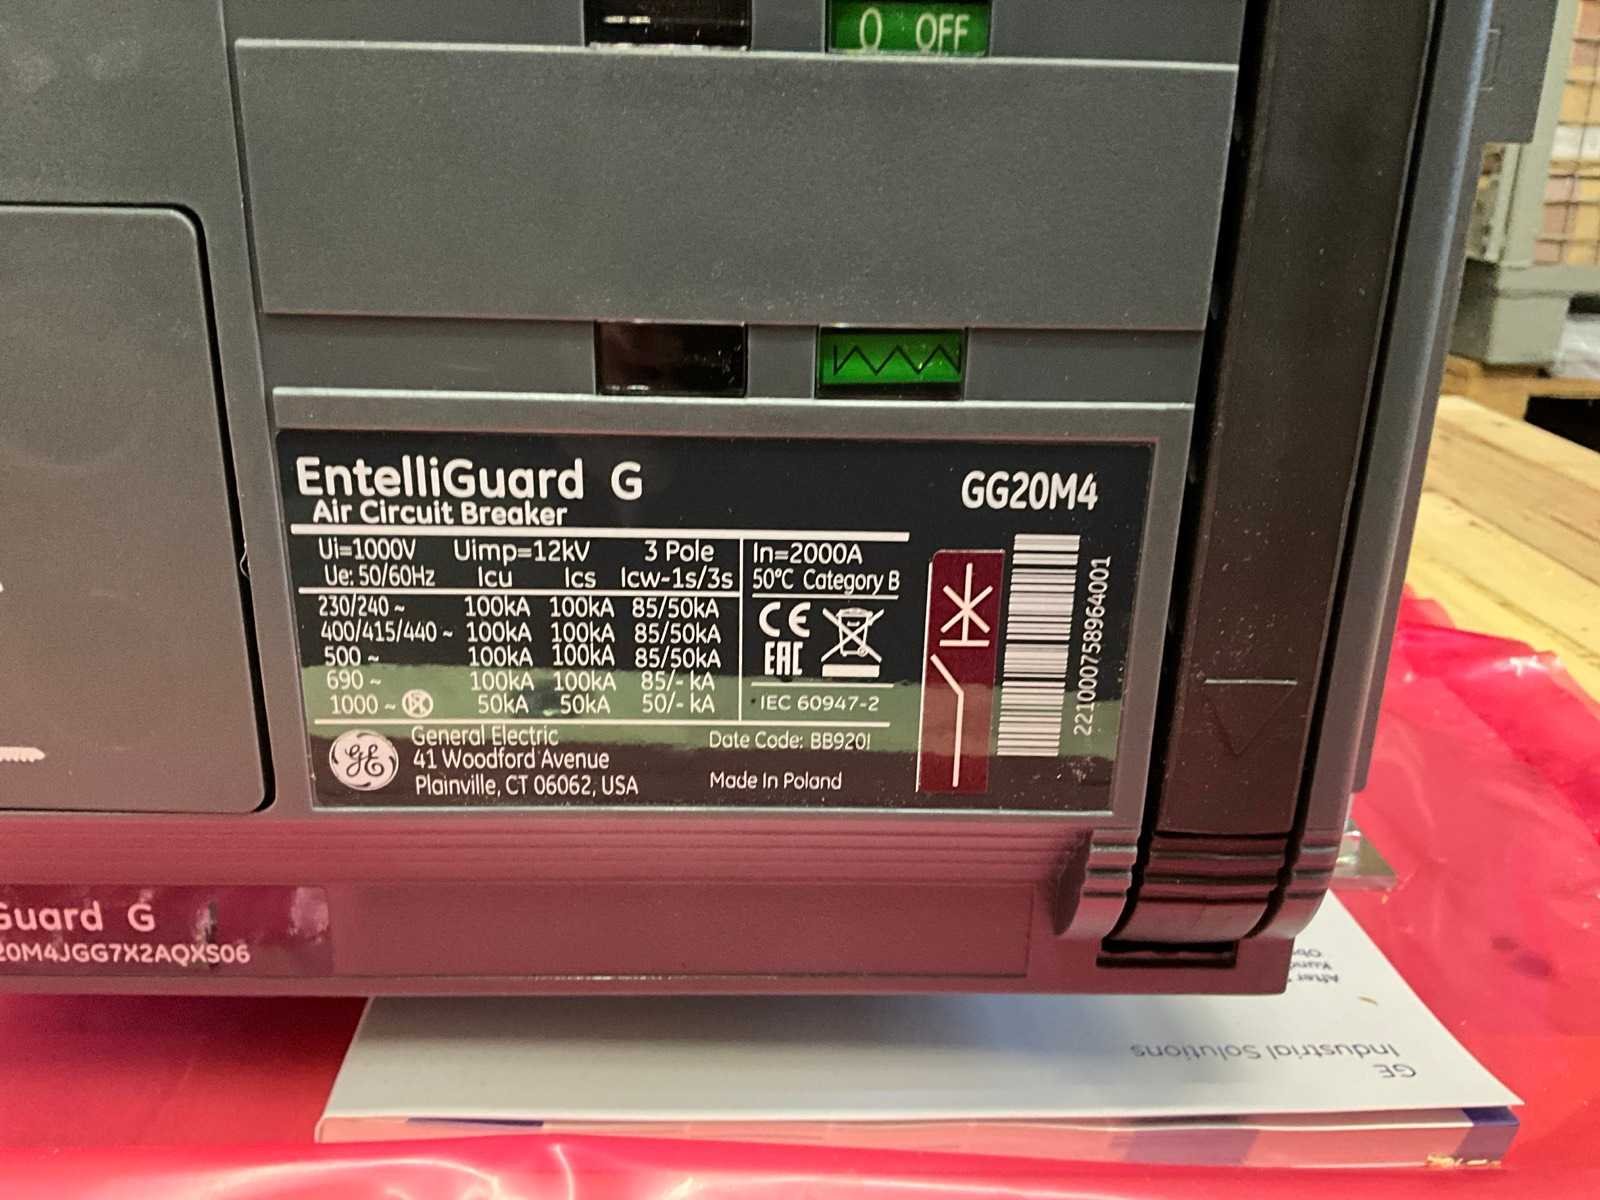 O OFF
EntelliGuard G
Air Circuit Breaker
GG20M4
Ui=1000V Uimp=12kV 3 Pole
Ue: 50/60Hz Icu Ics Icw-1s/3s
230/240 ~ 100kA 100kA 85/50kA
400/415/440 ~ 100kA 100kA 85/50kA
500 ~ 100kA 100kA 85/50kA
690 ~ 100kA 100kA 85/- kA
1000 ~ 50kA 50kA 50/- kA
In=2000A
50°C Category B
CE
EAC
IEC 60947-2
GE
General Electric
41 Woodford Avenue
Plainville, CT 06062, USA
Date Code: BB920I
Made In Poland
221000758964001
Guard G
20M4JGG7X2AQXS06
GE
Industrial Solutions
After